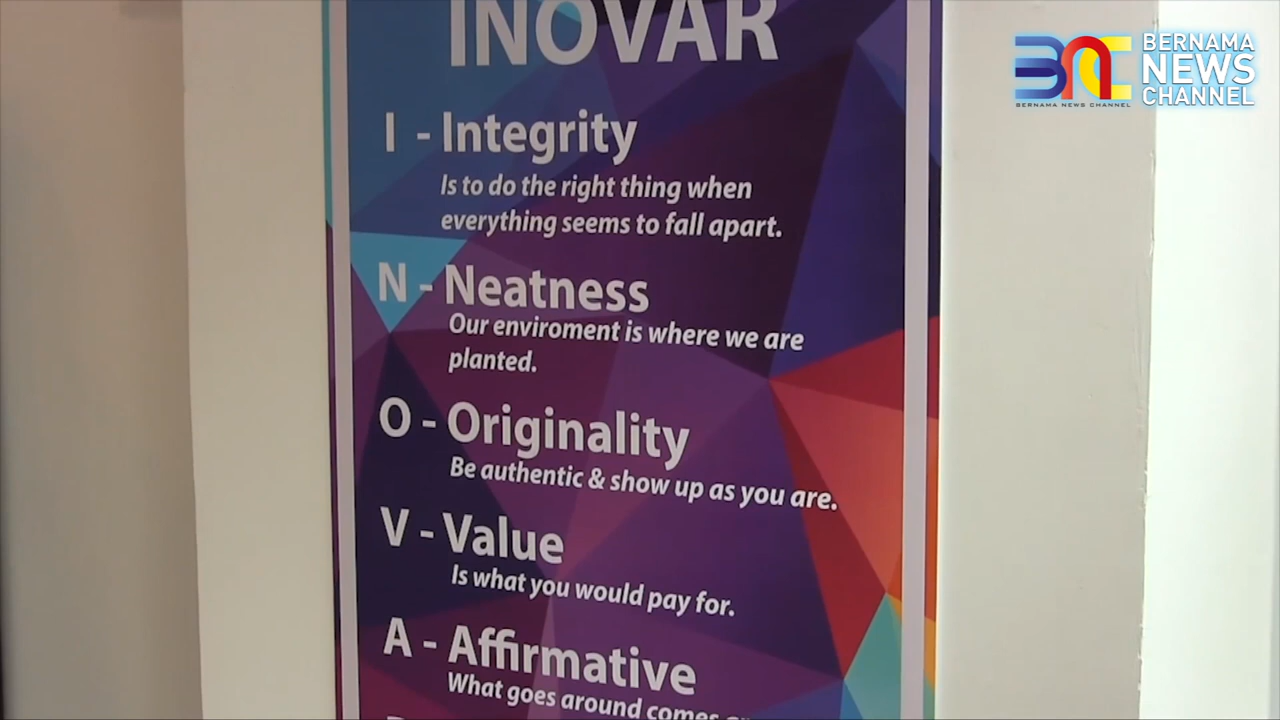 INOVAR
I - Integrity
Is to do the right thing when
everything seems to fall apart.
N - Neatness
Our enviroment is where we are
planted.
O - Originality
Be authentic & show up as you are.
V - Value
Is what you would pay for.
A - Affirmative
What goes around comes
BNC
BERNAMA NEWS CHANNEL
BERNAMA
NEWS
CHANNEL